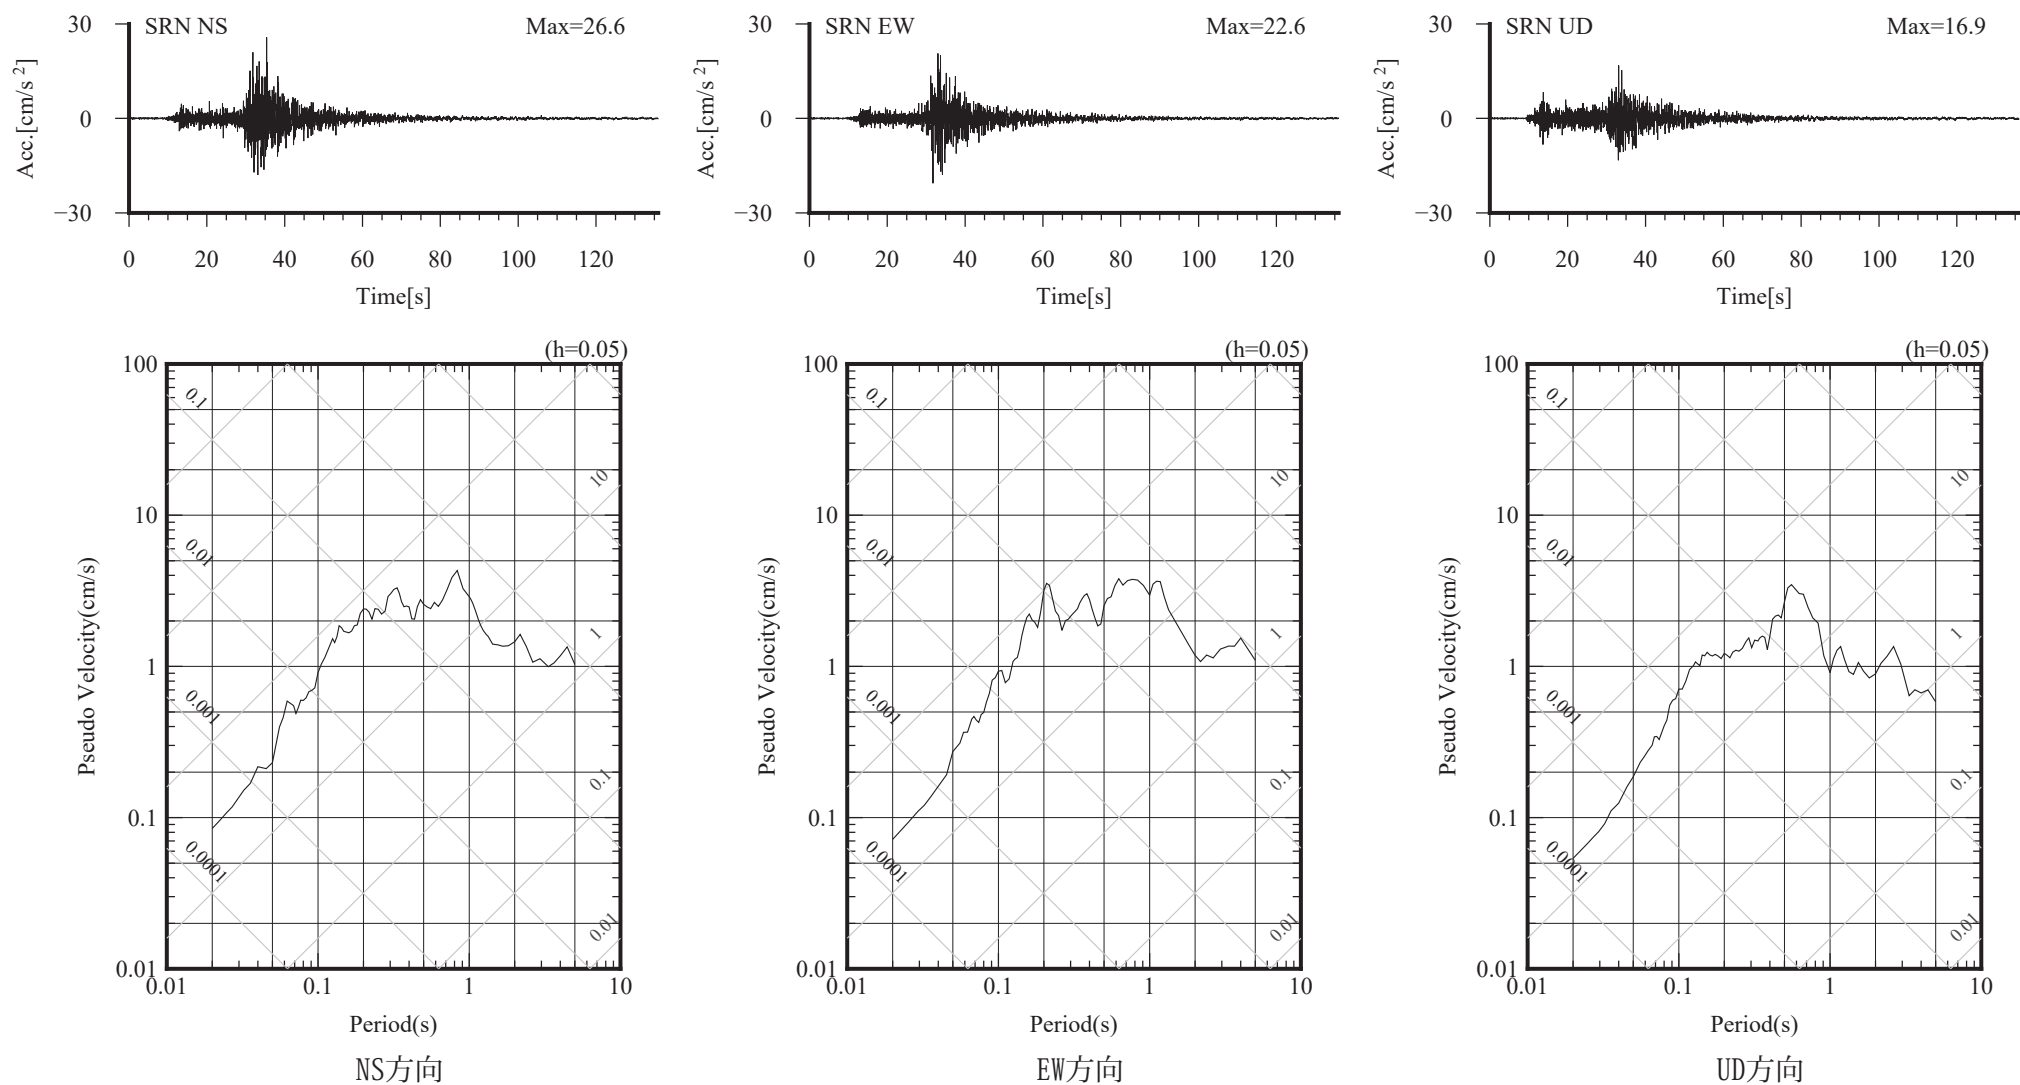 SRN NS Max=26.6
30
0
−30
Acc.[cm/s²]
0 20 40 60 80 100 120
Time[s]
SRN EW Max=22.6
30
0
−30
Acc.[cm/s²]
0 20 40 60 80 100 120
Time[s]
SRN UD Max=16.9
30
0
−30
Acc.[cm/s²]
0 20 40 60 80 100 120
Time[s]
(h=0.05)
100
10
1
0.1
0.01
Pseudo Velocity(cm/s)
0.1
0.01
0.001
0.0001
10
1
0.1
0.01
0.01 0.1 1 10
Period(s)
NS方向
(h=0.05)
100
10
1
0.1
0.01
Pseudo Velocity(cm/s)
0.1
0.01
0.001
0.0001
10
1
0.1
0.01
0.01 0.1 1 10
Period(s)
EW方向
(h=0.05)
100
10
1
0.1
0.01
Pseudo Velocity(cm/s)
0.1
0.01
0.001
0.0001
10
1
0.1
0.01
0.01 0.1 1 10
Period(s)
UD方向